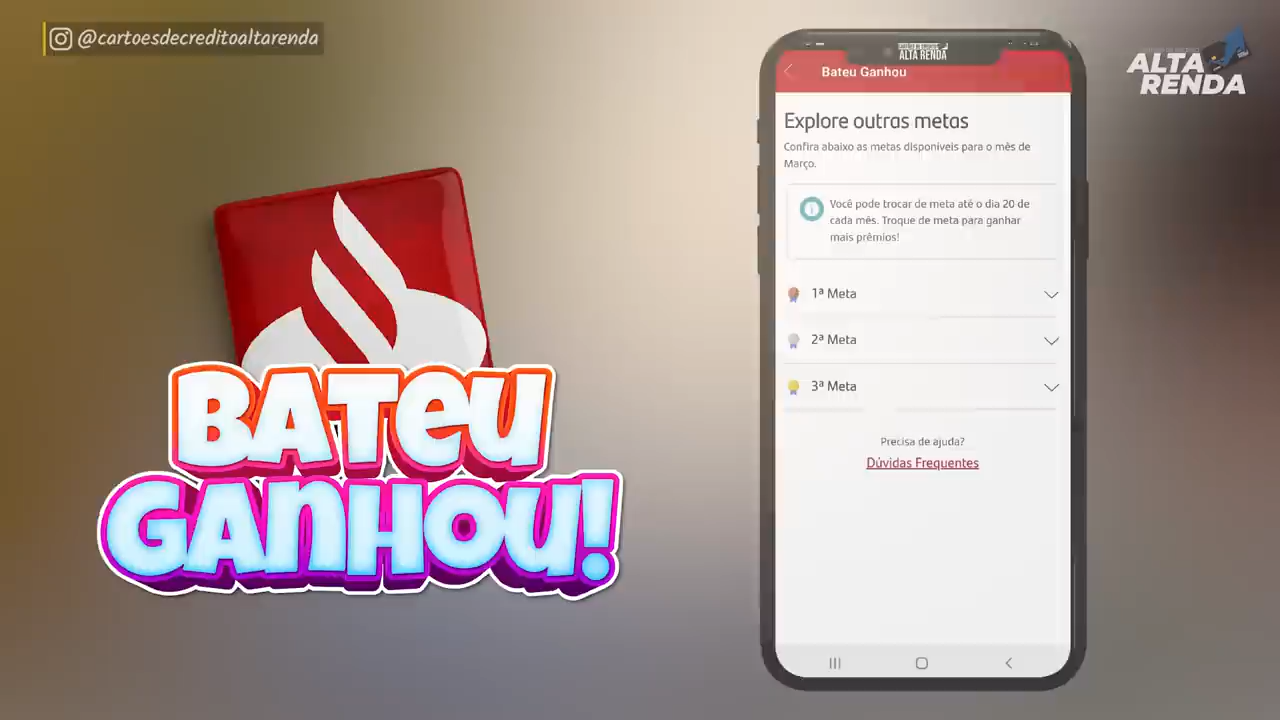 @cartoesdecreditoaltarenda
ALTA
RENDA
ALTA RENDA
Bateu Ganhou
Explore outras metas
Confira abaixo as metas disponíveis para o mês de
Março.
Você pode trocar de meta até o dia 20 de
cada mês. Troque de meta para ganhar
mais prêmios!
1ª Meta
2ª Meta
3ª Meta
Precisa de ajuda?
Dúvidas Frequentes
BATEU
GANHOU!